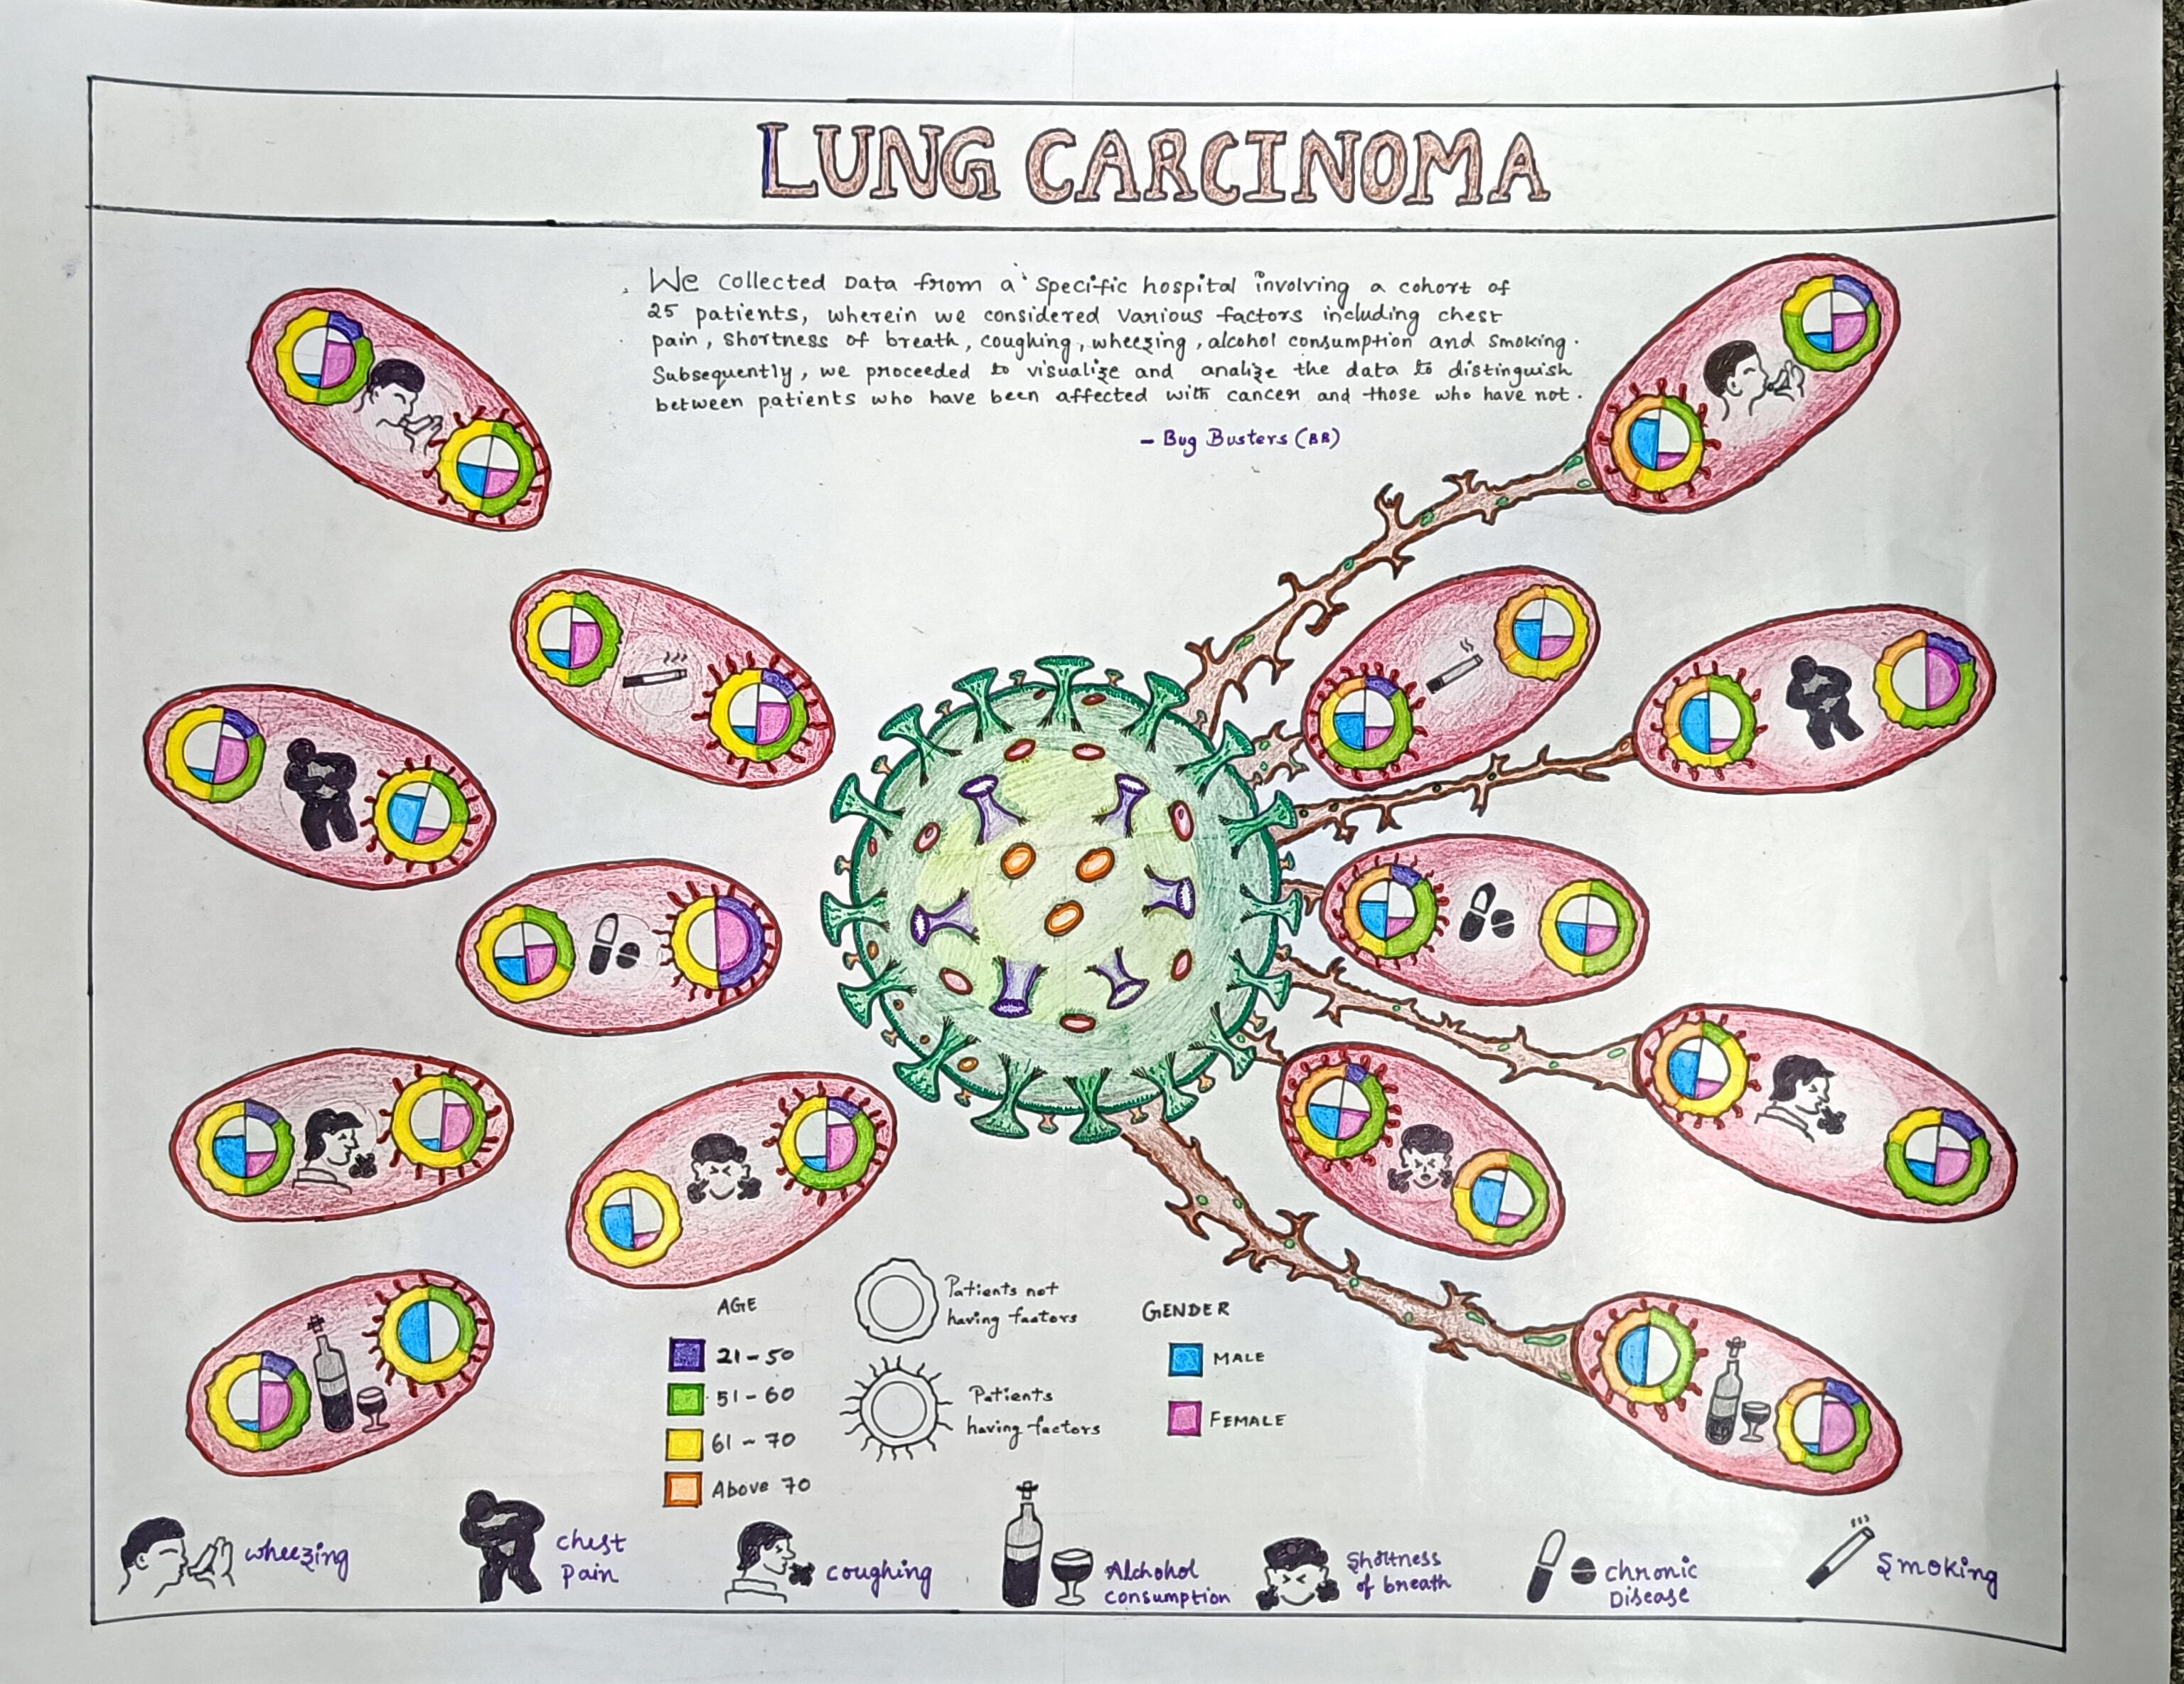 LUNG CARCINOMA
We collected Data from a specific hospital involving a cohort of
25 patients, wherein we considered various factors including chest
pain, shortness of breath, coughing, wheezing, alcohol consumption and smoking.
Subsequently, we proceeded to visualize and analize the data to distinguish
between patients who have been affected with cancer and those who have not.
- Bug Busters (BB)
AGE
21-50
51-60
61-70
Above 70
Patients not
having factors
Patients
having factors
GENDER
MALE
FEMALE
wheezing
chest
pain
coughing
Alchohol
consumption
Shortness
of breath
chronic
Disease
Smoking